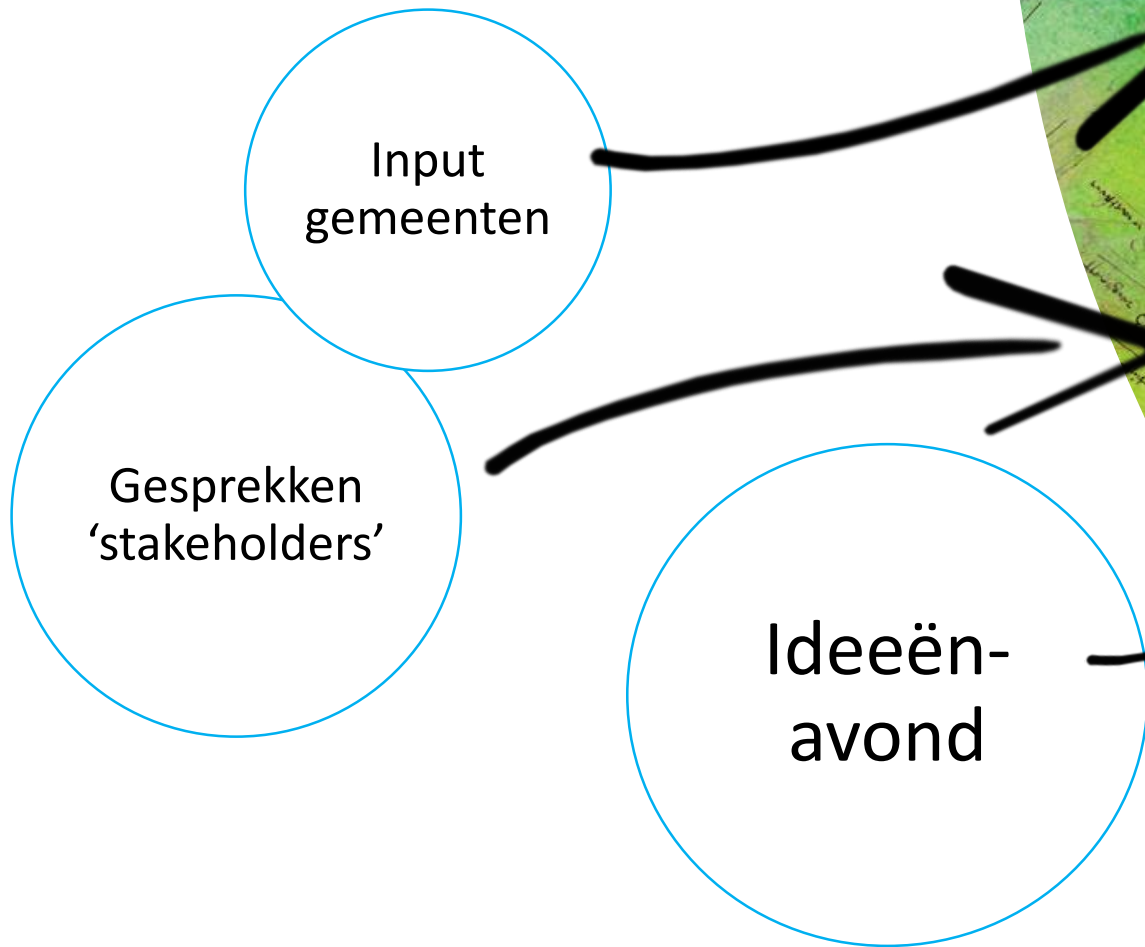 Input
gemeenten
Gesprekken
‘stakeholders’
Ideeën-
avond